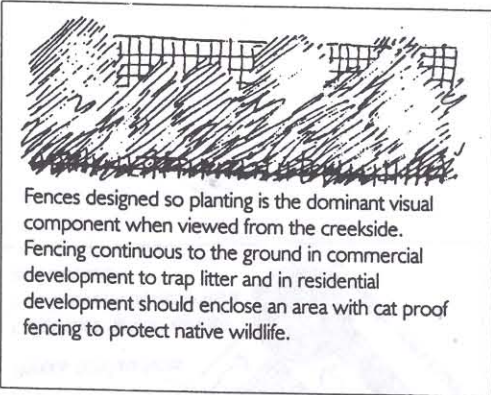 Fences designed so planting is the dominant visual
component when viewed from the creekside.
Fencing continuous to the ground in commercial
development to trap litter and in residential
development should enclose an area with cat proof
fencing to protect native wildlife.